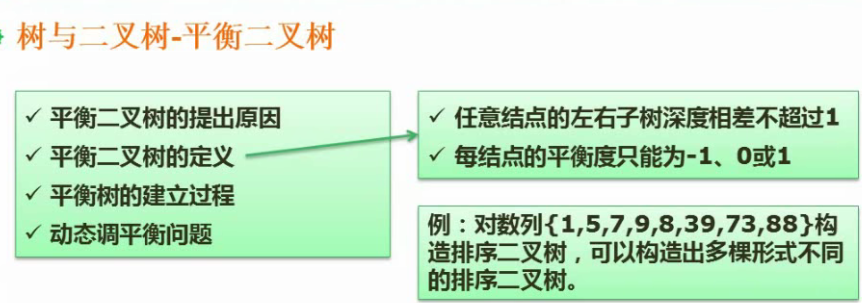 树与二叉树-平衡二叉树
✓ 平衡二叉树的提出原因
✓ 平衡二叉树的定义
✓ 平衡树的建立过程
✓ 动态调平衡问题
✓ 任意结点的左右子树深度相差不超过1
✓ 每结点的平衡度只能为-1、0或1
例：对数列{1,5,7,9,8,39,73,88}构
造排序二叉树，可以构造出多棵形式不同
的排序二叉树。